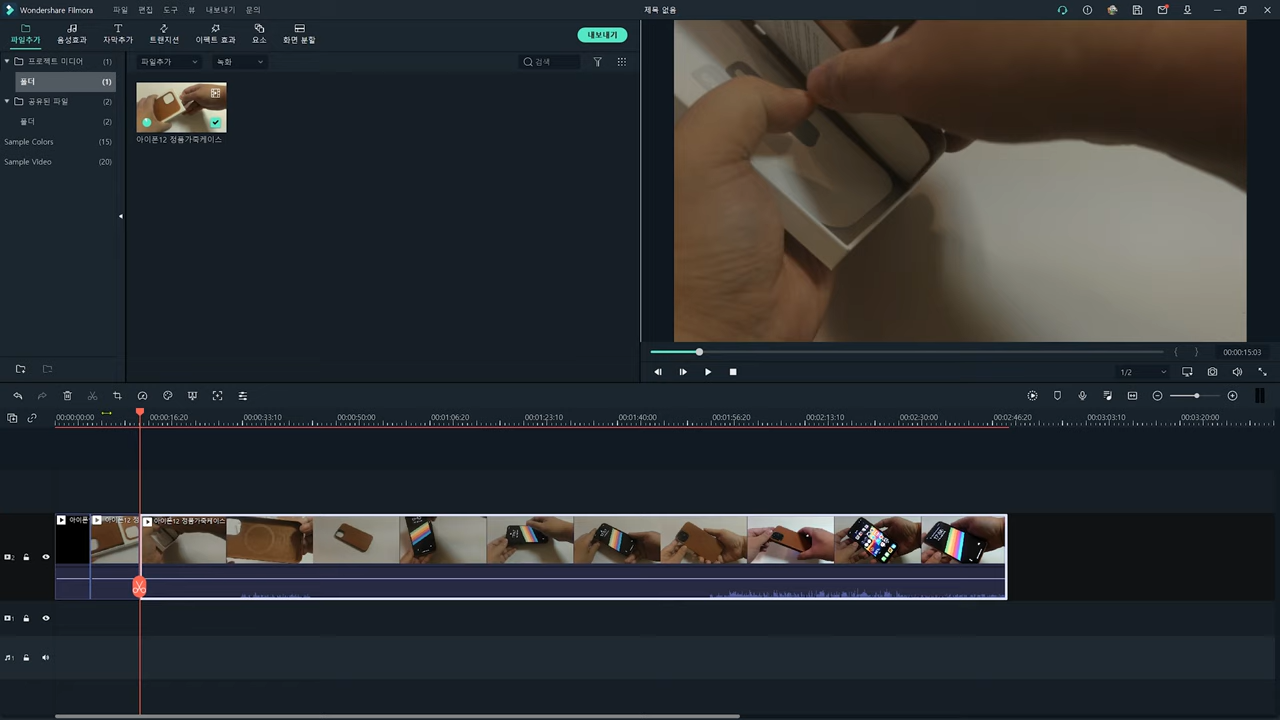 Wondershare Filmora 파일 편집 도구 뷰 내보내기 문의 제목 없음
파일추가 음성효과 자막추가 트랜지션 이펙트 효과 요소 화면 분할 내보내기
프로젝트 미디어 (1) 파일추가 녹화 검색
폴더 (1)
공유된 파일 (2)
폴더 (2)
Sample Colors (15)
Sample Video (20)
아이폰12 정품가죽케이스
00:00:15:03
1/2
00:00:00:00 00:00:16:20 00:00:33:10 00:00:50:00 00:01:06:20 00:01:23:10 00:01:40:00 00:01:56:20 00:02:13:10 00:02:30:00 00:02:46:20 00:03:03:10 00:03:20:00
아이폰 아이폰12 정 아이폰12 정품가죽케이스
2
1
1